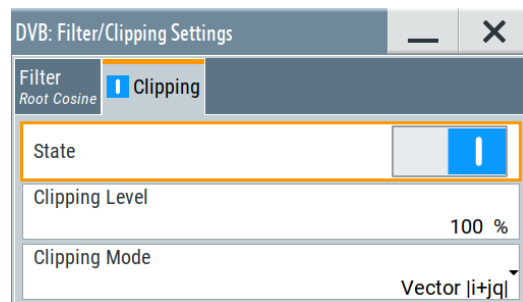 DVB: Filter/Clipping Settings
Filter
Root Cosine
Clipping
State
Clipping Level
100 %
Clipping Mode
Vector |i+jq|